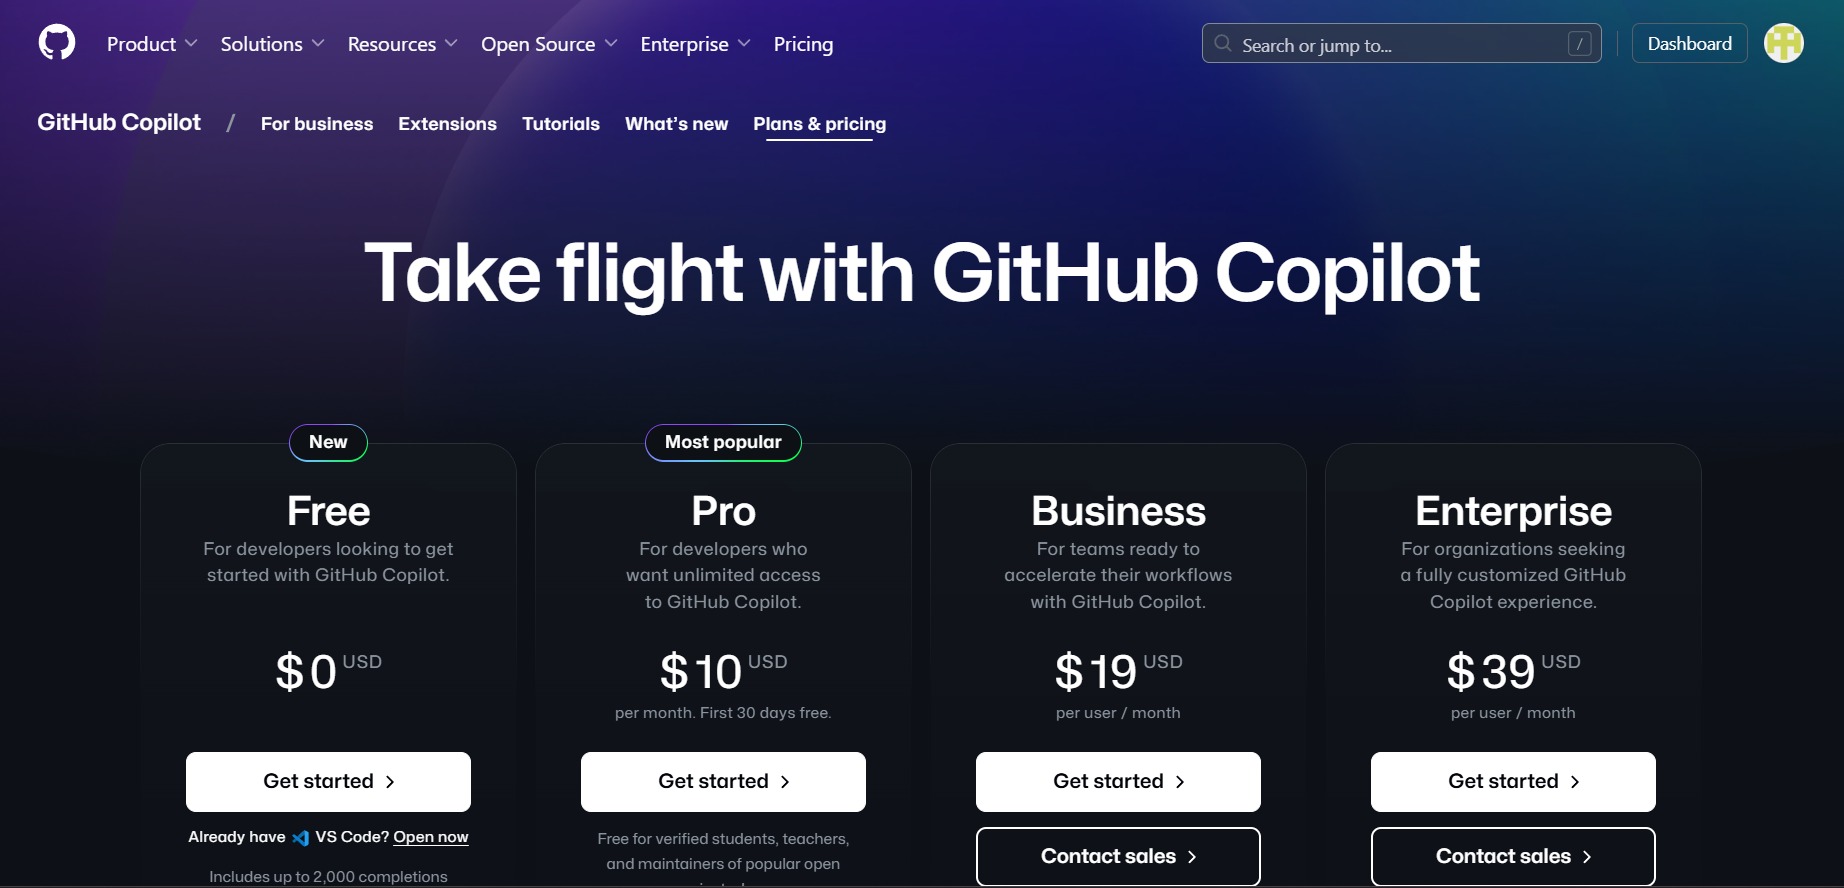 Product Solutions Resources Open Source Enterprise Pricing Search or jump to... / Dashboard
GitHub Copilot / For business Extensions Tutorials What's new Plans & pricing
Take flight with GitHub Copilot
New
Free
For developers looking to get
started with GitHub Copilot.
$0 USD
Get started
Already have VS Code? Open now
Includes up to 2,000 completions
Most popular
Pro
For developers who
want unlimited access
to GitHub Copilot.
$10 USD
per month. First 30 days free.
Get started
Free for verified students, teachers,
and maintainers of popular open
Business
For teams ready to
accelerate their workflows
with GitHub Copilot.
$19 USD
per user / month
Get started
Contact sales
Enterprise
For organizations seeking
a fully customized GitHub
Copilot experience.
$39 USD
per user / month
Get started
Contact sales